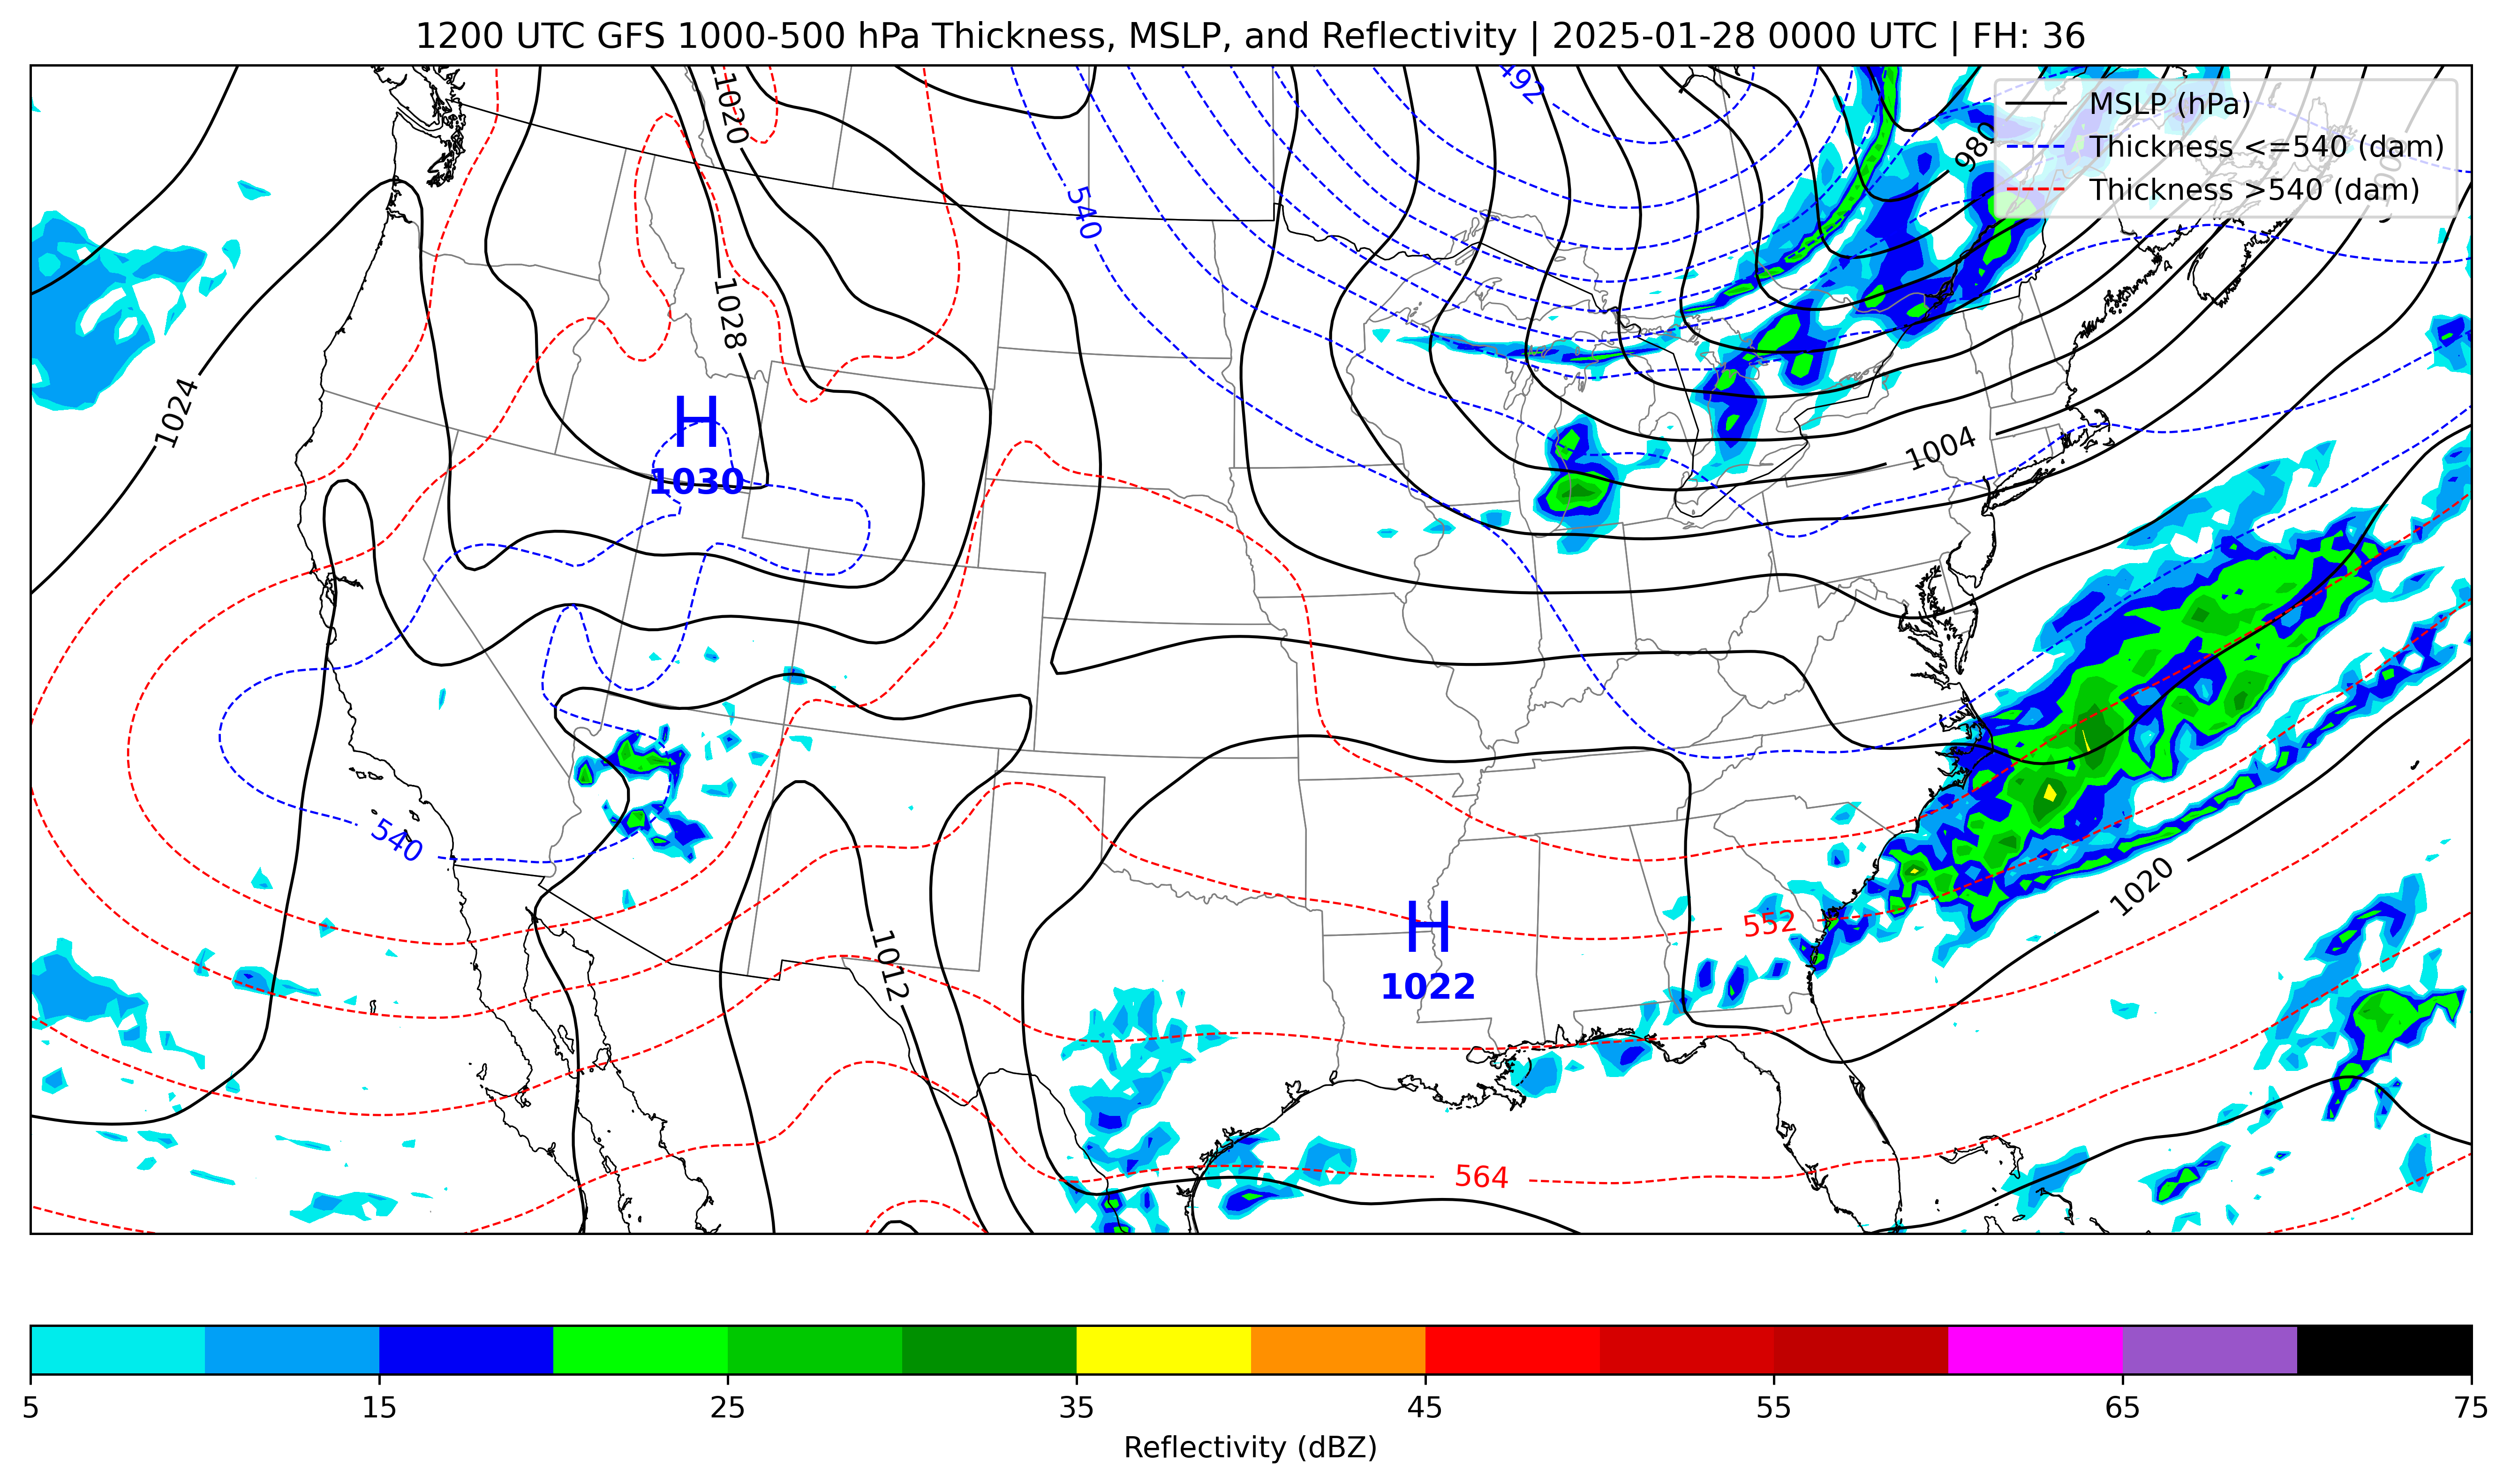 1200 UTC GFS 1000-500 hPa Thickness, MSLP, and Reflectivity | 2025-01-28 0000 UTC | FH: 36
492
1020
980
MSLP (hPa)
Thickness <=540 (dam)
Thickness >540 (dam)
540
1028
1024
H
1030
1004
540
1020
552
H
1022
1012
564
5 15 25 35 45 55 65 75
Reflectivity (dBZ)